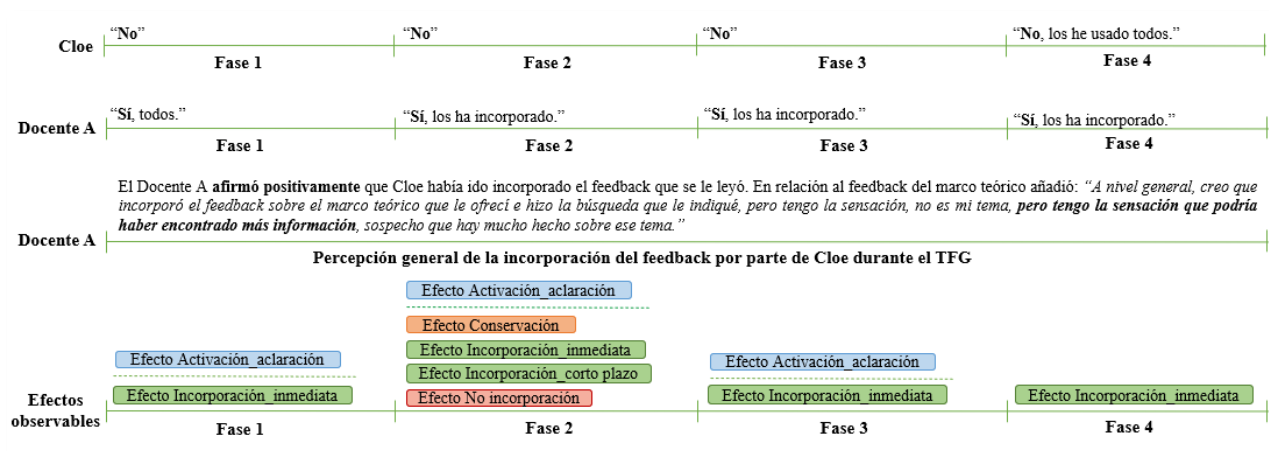 “No” “No” “No” “No, los he usado todos.”
Cloe
Fase 1 Fase 2 Fase 3 Fase 4
“Sí, todos.” “Sí, los ha incorporado.” “Sí, los ha incorporado.” “Sí, los ha incorporado.”
Docente A
Fase 1 Fase 2 Fase 3 Fase 4
El Docente A afirmó positivamente que Cloe había ido incorporado el feedback que se le leyó. En relación al feedback del marco teórico añadió: “A nivel general, creo que
incorporó el feedback sobre el marco teórico que le ofrecí e hizo la búsqueda que le indiqué, pero tengo la sensación, no es mi tema, pero tengo la sensación que podría
haber encontrado más información, sospecho que hay mucho hecho sobre ese tema.”
Docente A
Percepción general de la incorporación del feedback por parte de Cloe durante el TFG
Efecto Activación_aclaración
Efecto Conservación
Efecto Incorporación_inmediata
Efecto Activación_aclaración Efecto Activación_aclaración
Efecto Incorporación_corto plazo
Efecto Incorporación_inmediata Efecto No incorporación Efecto Incorporación_inmediata Efecto Incorporación_inmediata
Efectos
observables
Fase 1 Fase 2 Fase 3 Fase 4